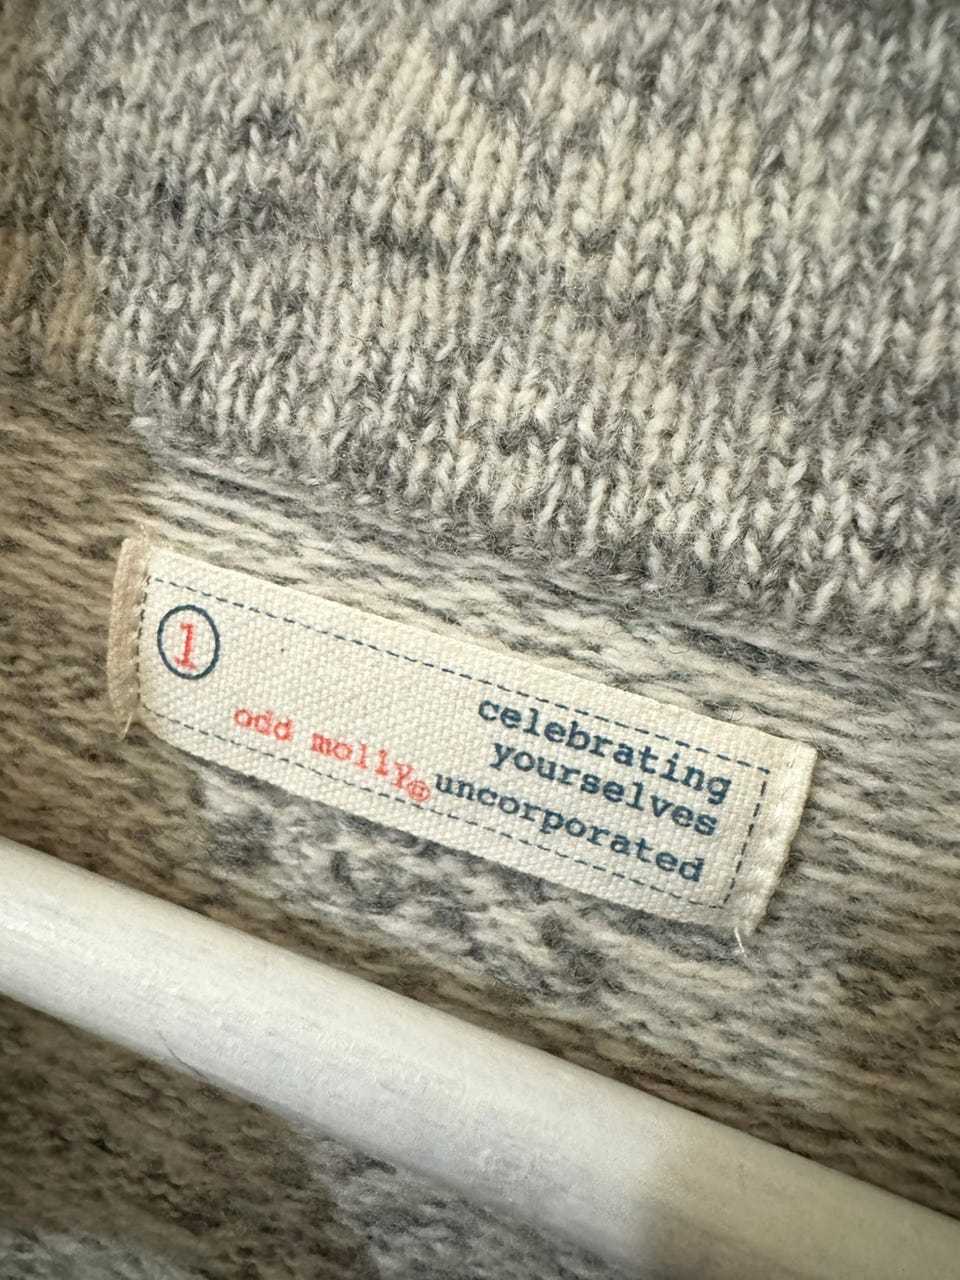 1
celebrating
yourselves
odd molly© uncorporated